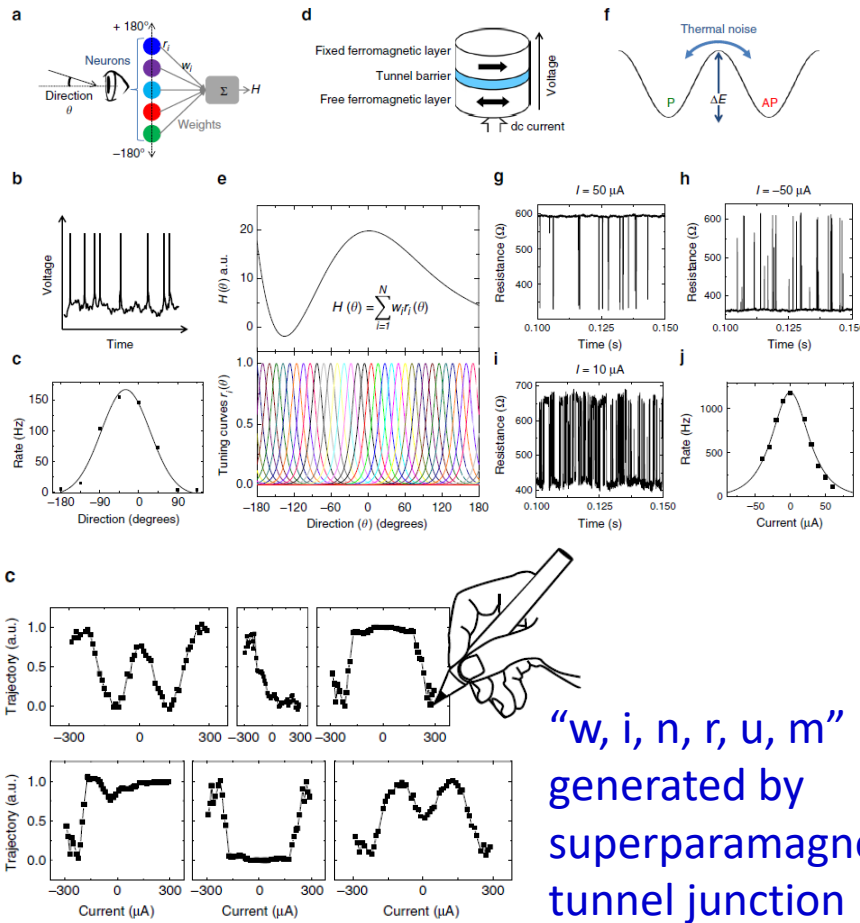 a
+ 180°
r_i
w_i
Neurons
Direction
θ
Σ
H
Weights
−180°
d
Fixed ferromagnetic layer
Tunnel barrier
Free ferromagnetic layer
Voltage
dc current
f
Thermal noise
P
ΔE
AP
b
Voltage
Time
c
Rate (Hz)
150
100
50
0
−180 −90 0 90
Direction (degrees)
e
H(θ) a.u.
20
10
0
H (θ) = ∑_{i=1}^{N} w_i r_i (θ)
Tuning curves r_i(θ)
1.0
0.5
0.0
−180 −120 −60 0 60 120 180
Direction (θ) (degrees)
g
I = 50 µA
Resistance (Ω)
600
500
400
0.100 0.125 0.150
Time (s)
h
I = −50 µA
Resistance (Ω)
600
500
400
0.100 0.125 0.150
Time (s)
i
I = 10 µA
Resistance (Ω)
700
600
500
400
0.100 0.125 0.150
Time (s)
j
Rate (Hz)
1000
500
0
−50 0 50
Current (µA)
c
−300 0 300
−300 0 300
−300 0 300
Trajectory (a.u.)
1.0
0.5
0.0
Trajectory (a.u.)
1.0
0.5
0.0
−300 0 300
−300 0 300
−300 0 300
Current (µA)
Current (µA)
Current (µA)
“w, i, n, r, u, m”
generated by
superparamagne
tunnel junction